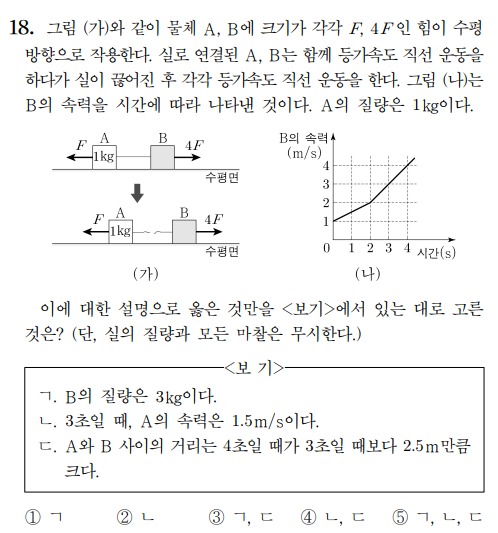 18. 그림 (가)와 같이 물체 A, B에 크기가 각각 F, 4F인 힘이 수평
방향으로 작용한다. 실로 연결된 A, B는 함께 등가속도 직선 운동을
하다가 실이 끊어진 후 각각 등가속도 직선 운동을 한다. 그림 (나)는
B의 속력을 시간에 따라 나타낸 것이다. A의 질량은 1kg이다.
F A B 4F
1kg
수평면
F A B 4F
1kg
수평면
(가)
B의 속력
(m/s)
4
3
2
1
0 1 2 3 4 시간(s)
(나)
이에 대한 설명으로 옳은 것만을 <보기>에서 있는 대로 고른
것은? (단, 실의 질량과 모든 마찰은 무시한다.)
<보 기>
ㄱ. B의 질량은 3kg이다.
ㄴ. 3초일 때, A의 속력은 1.5m/s이다.
ㄷ. A와 B 사이의 거리는 4초일 때가 3초일 때보다 2.5m만큼
크다.
① ㄱ ② ㄴ ③ ㄱ, ㄷ ④ ㄴ, ㄷ ⑤ ㄱ, ㄴ, ㄷ